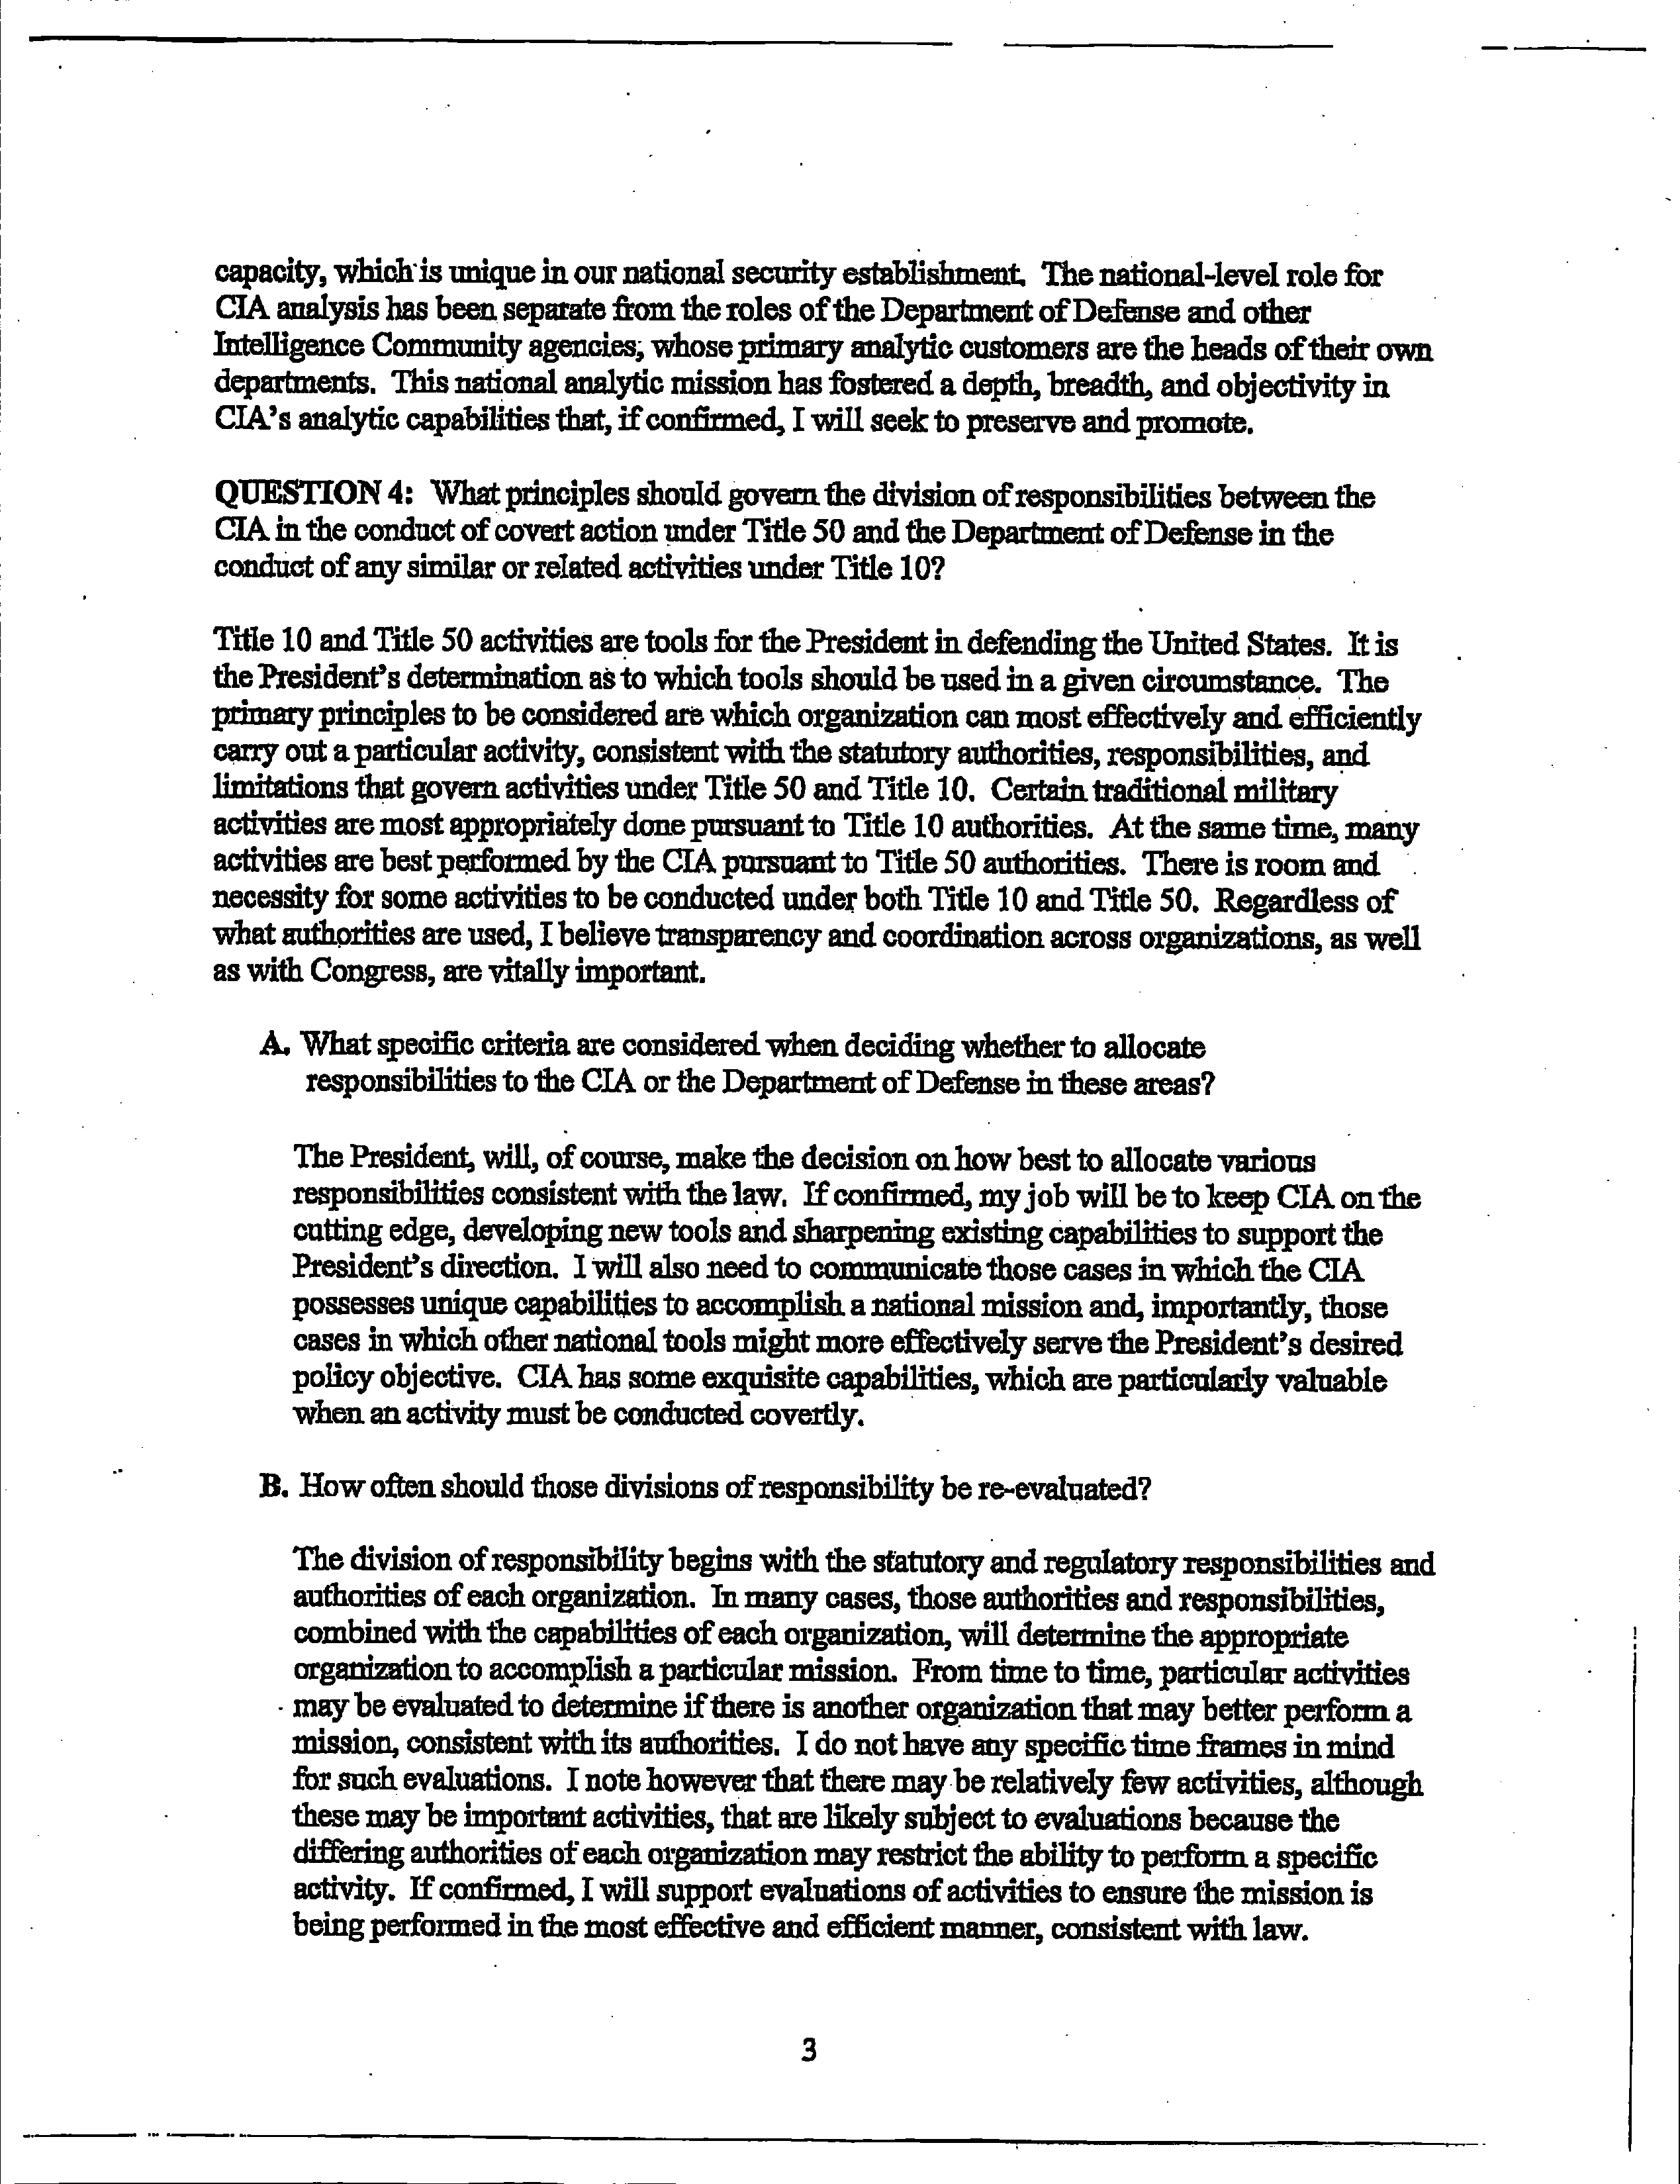 capacity, which is unique in our national security establishment. The national-level role for
CIA analysis has been separate from the roles of the Department of Defense and other
Intelligence Community agencies, whose primary analytic customers are the heads of their own
departments. This national analytic mission has fostered a depth, breadth, and objectivity in
CIA's analytic capabilities that, if confirmed, I will seek to preserve and promote.
QUESTION 4: What principles should govern the division of responsibilities between the
CIA in the conduct of covert action under Title 50 and the Department of Defense in the
conduct of any similar or related activities under Title 10?
Title 10 and Title 50 activities are tools for the President in defending the United States. It is
the President's determination as to which tools should be used in a given circumstance. The
primary principles to be considered are which organization can most effectively and efficiently
carry out a particular activity, consistent with the statutory authorities, responsibilities, and
limitations that govern activities under Title 50 and Title 10. Certain traditional military
activities are most appropriately done pursuant to Title 10 authorities. At the same time, many
activities are best performed by the CIA pursuant to Title 50 authorities. There is room and
necessity for some activities to be conducted under both Title 10 and Title 50. Regardless of
what authorities are used, I believe transparency and coordination across organizations, as well
as with Congress, are vitally important.
A. What specific criteria are considered when deciding whether to allocate
responsibilities to the CIA or the Department of Defense in these areas?
The President, will, of course, make the decision on how best to allocate various
responsibilities consistent with the law. If confirmed, my job will be to keep CIA on the
cutting edge, developing new tools and sharpening existing capabilities to support the
President's direction. I will also need to communicate those cases in which the CIA
possesses unique capabilities to accomplish a national mission and, importantly, those
cases in which other national tools might more effectively serve the President's desired
policy objective. CIA has some exquisite capabilities, which are particularly valuable
when an activity must be conducted covertly.
B. How often should those divisions of responsibility be re-evaluated?
The division of responsibility begins with the statutory and regulatory responsibilities and
authorities of each organization. In many cases, those authorities and responsibilities,
combined with the capabilities of each organization, will determine the appropriate
organization to accomplish a particular mission. From time to time, particular activities
may be evaluated to determine if there is another organization that may better perform a
mission, consistent with its authorities. I do not have any specific time frames in mind
for such evaluations. I note however that there may be relatively few activities, although
these may be important activities, that are likely subject to evaluations because the
differing authorities of each organization may restrict the ability to perform a specific
activity. If confirmed, I will support evaluations of activities to ensure the mission is
being performed in the most effective and efficient manner, consistent with law.
3